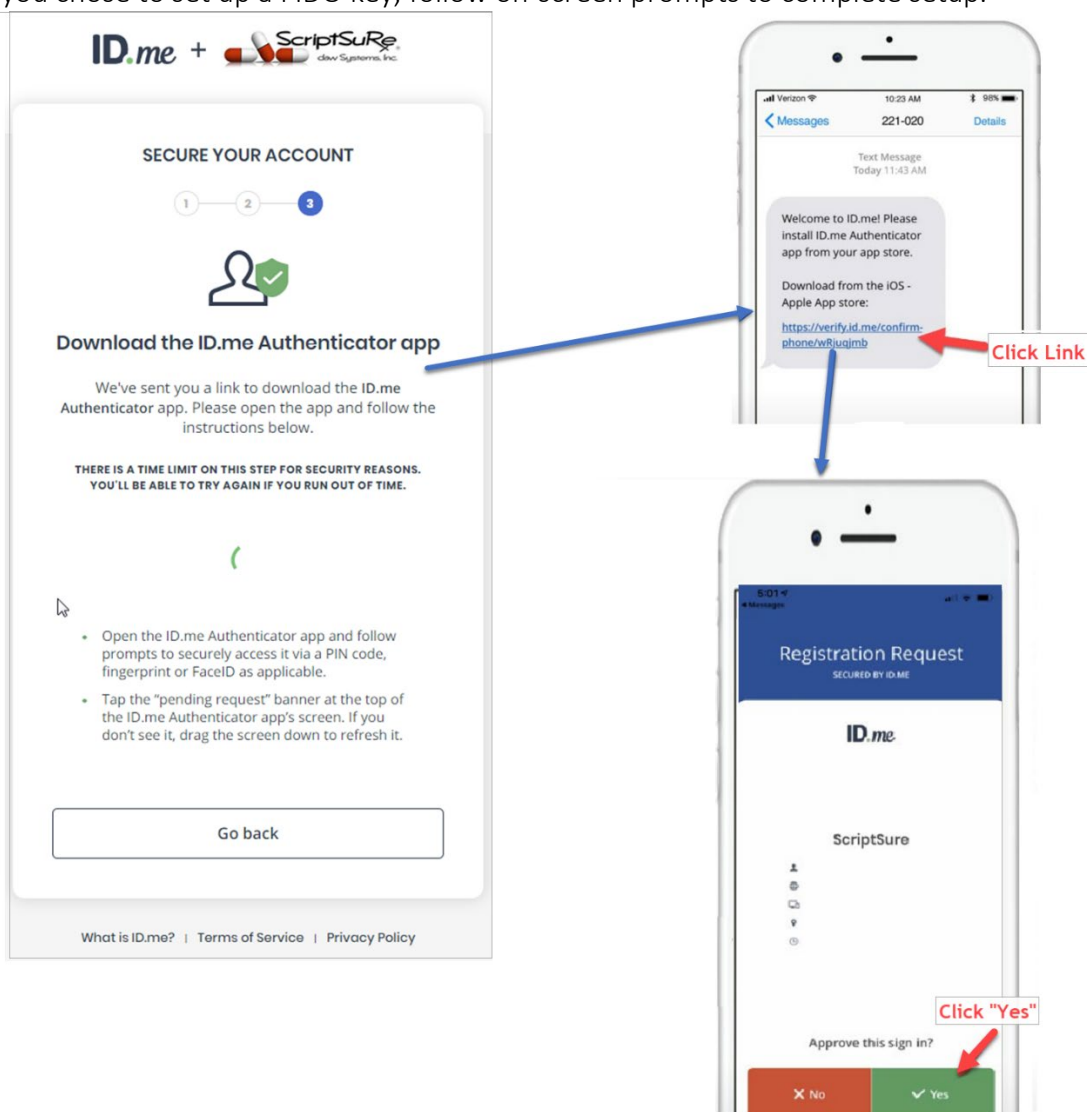 you chose to set up a FIDO key, follow on screen prompts to complete setup.
ID.me + ScriptSuRx
daw Systems, Inc.
SECURE YOUR ACCOUNT
1 2 3
Download the ID.me Authenticator app
We've sent you a link to download the ID.me
Authenticator app. Please open the app and follow the
instructions below.
THERE IS A TIME LIMIT ON THIS STEP FOR SECURITY REASONS.
YOU'LL BE ABLE TO TRY AGAIN IF YOU RUN OUT OF TIME.
• Open the ID.me Authenticator app and follow
prompts to securely access it via a PIN code,
fingerprint or FaceID as applicable.
• Tap the "pending request" banner at the top of
the ID.me Authenticator app's screen. If you
don't see it, drag the screen down to refresh it.
Go back
What is ID.me? | Terms of Service | Privacy Policy
Verizon 10:23 AM 98%
Messages 221-020 Details
Text Message
Today 11:43 AM
Welcome to ID.me! Please
install ID.me Authenticator
app from your app store.
Download from the iOS -
Apple App store:
https://verify.id.me/confirm-
phone/wRjuqjmb
Click Link
5:01
Messages
Registration Request
SECURED BY ID.ME
ID.me
ScriptSure
Click "Yes"
Approve this sign in?
No Yes